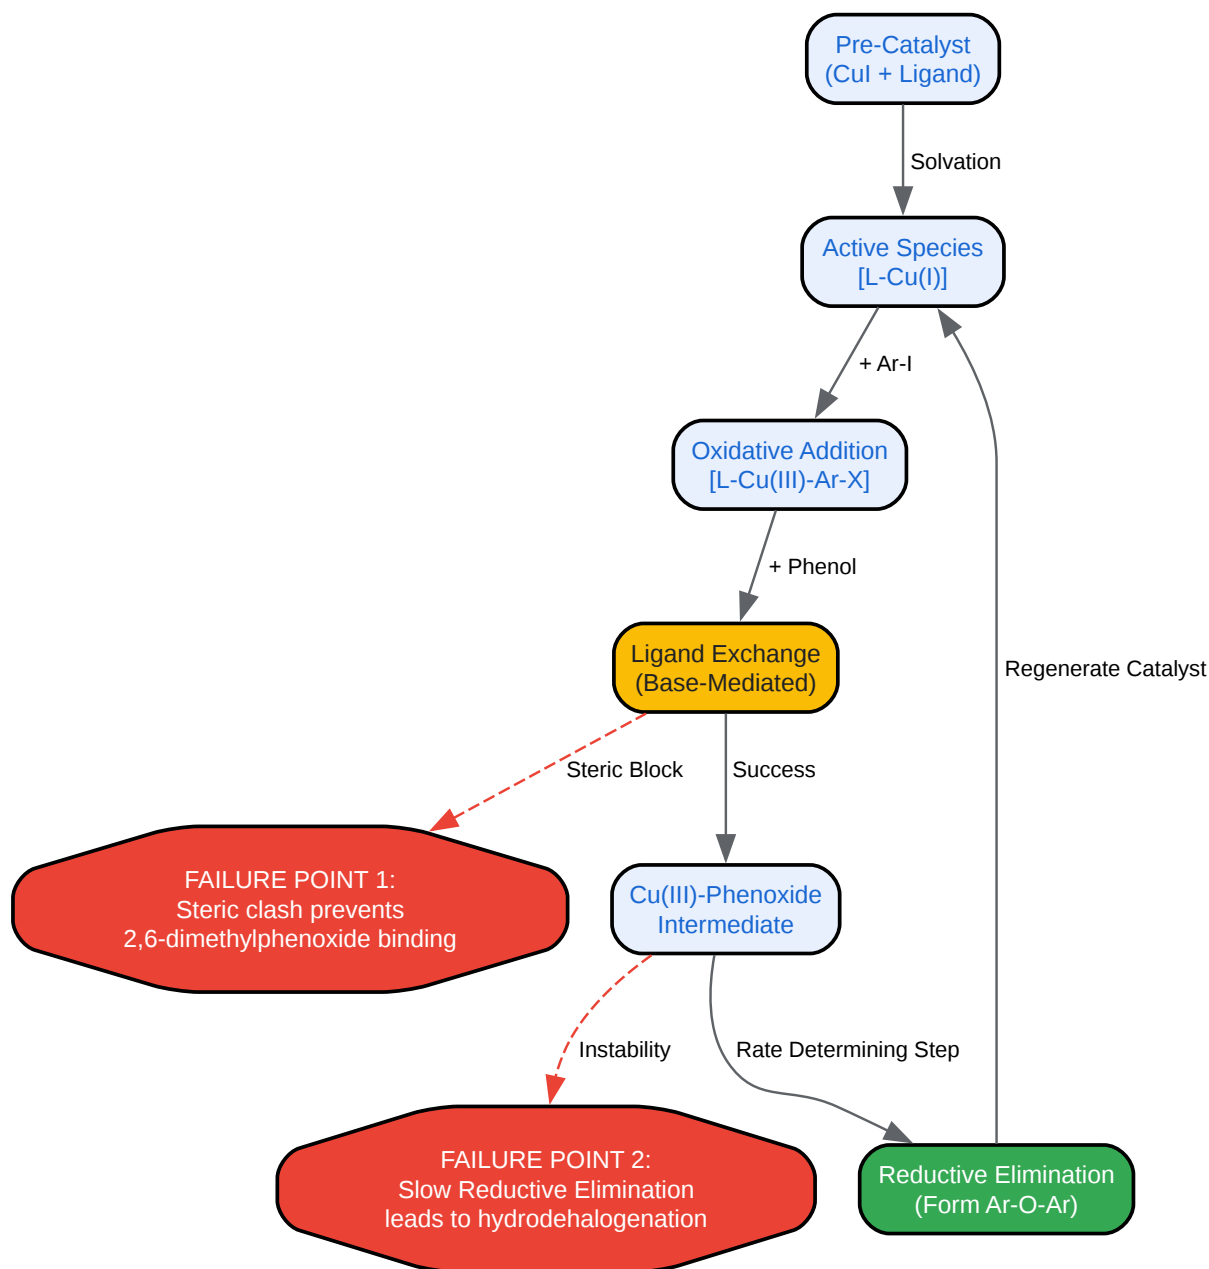 Pre-Catalyst
(CuI + Ligand)
Solvation
Active Species
[L-Cu(I)]
+ Ar-I
Oxidative Addition
[L-Cu(III)-Ar-X]
+ Phenol
Ligand Exchange
(Base-Mediated)
Regenerate Catalyst
Steric Block
Success
FAILURE POINT 1:
Steric clash prevents
2,6-dimethylphenoxide binding
Cu(III)-Phenoxide
Intermediate
Instability
Rate Determining Step
FAILURE POINT 2:
Slow Reductive Elimination
leads to hydrodehalogenation
Reductive Elimination
(Form Ar-O-Ar)